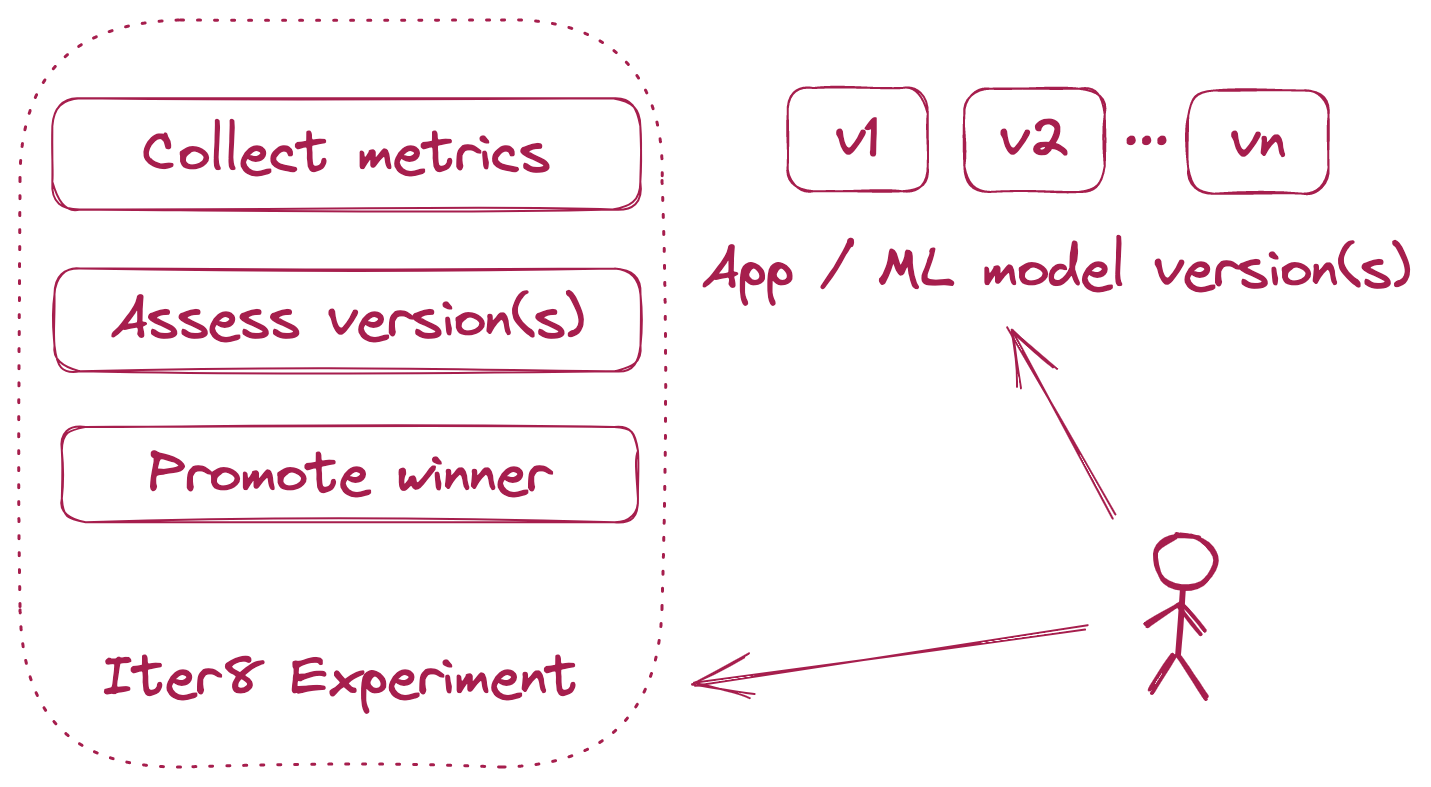 Collect metrics
Assess version(s)
Promote winner
Iter8 Experiment
v1 v2 ... vn
App / ML model version(s)